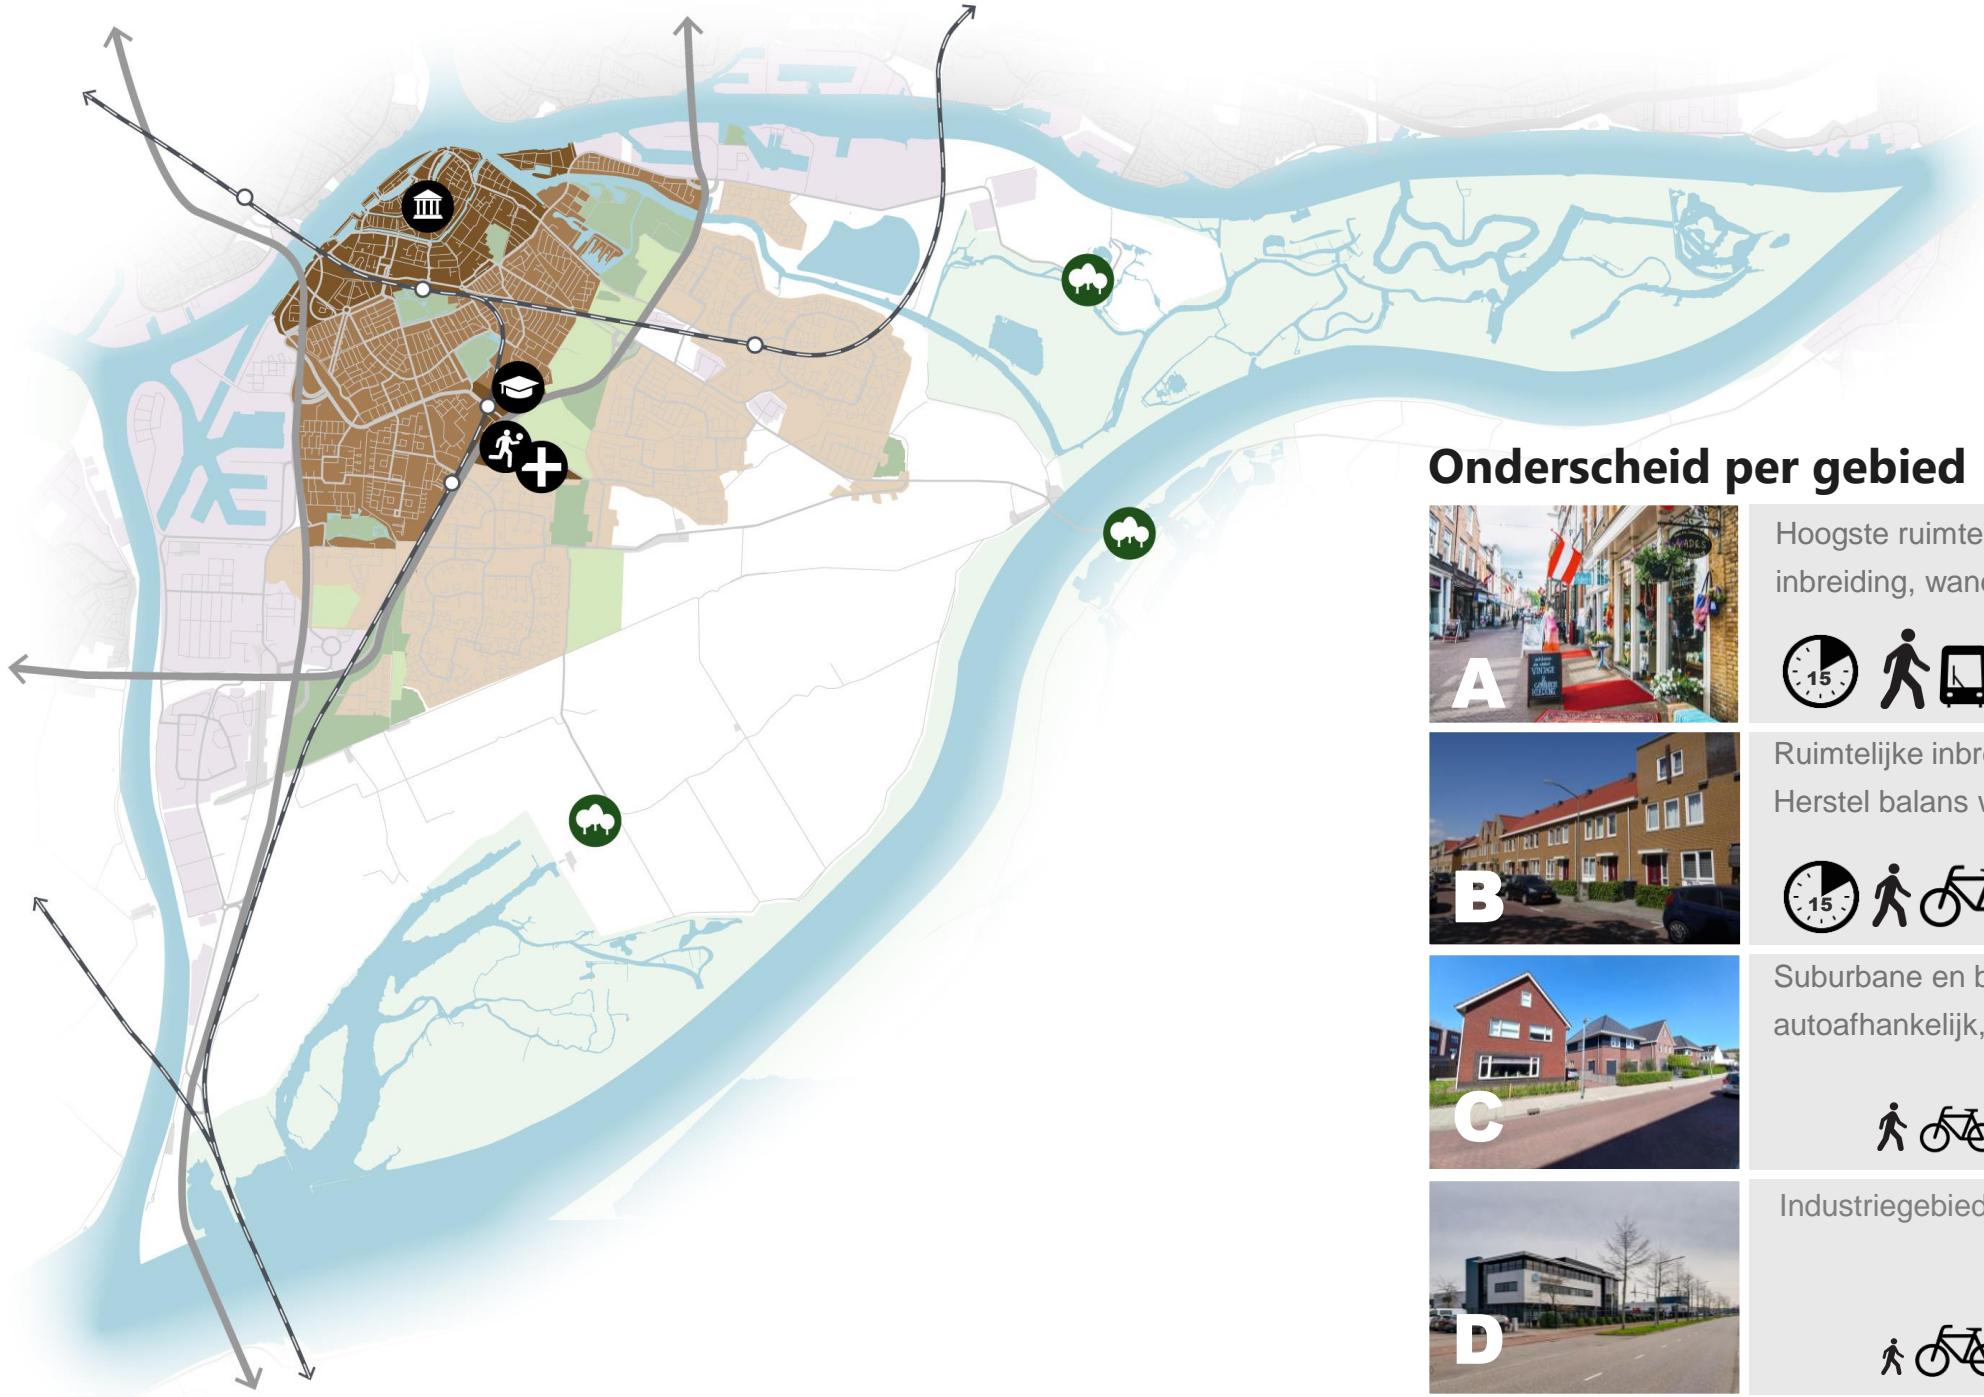 Onderscheid per gebied
A
Hoogste ruimte
inbreiding, wand
15
B
Ruimtelijke inbr
Herstel balans
15
C
Suburbane en b
autoafhankelijk,
D
Industriegebied